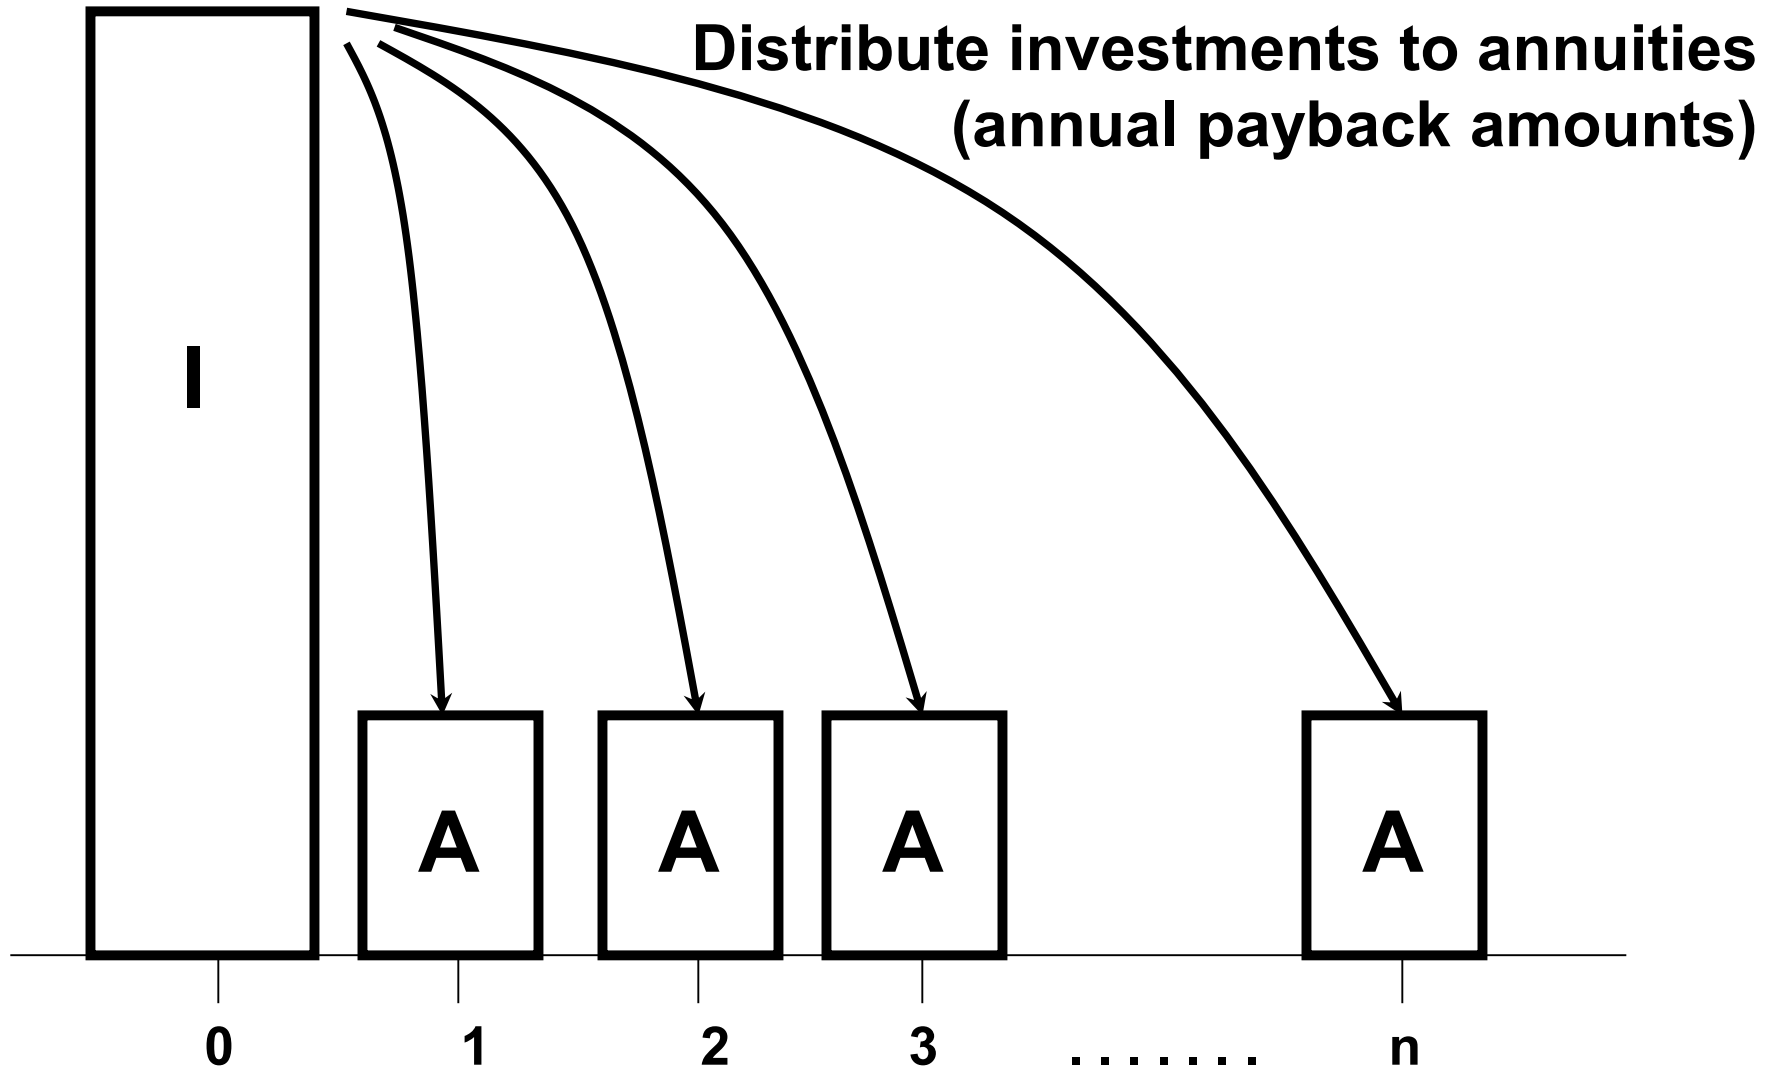 Distribute investments to annuities
(annual payback amounts)
I
A A A A
0 1 2 3 ....... n